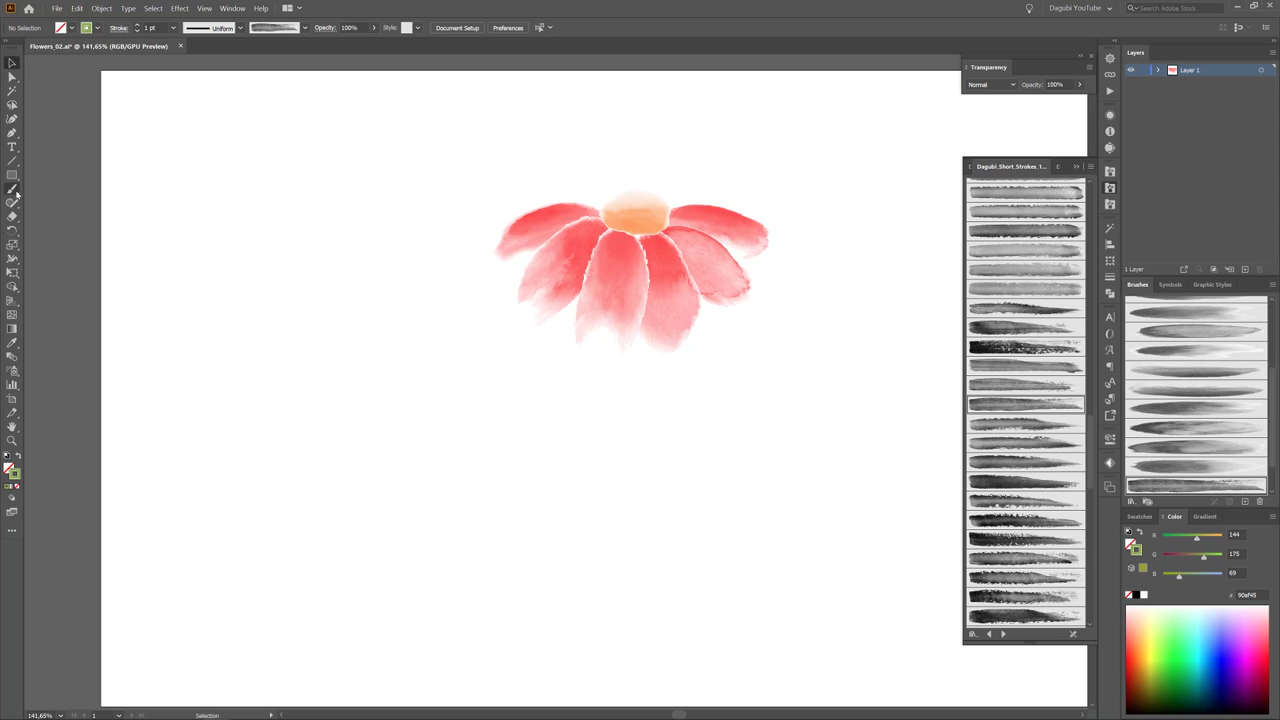 File Edit Object Type Select Effect View Window Help
Dagubi YouTube
Search Adobe Stock
No Selection
Stroke: 1 pt
Uniform
Opacity: 100%
Style:
Document Setup
Preferences
Flowers_02.ai* @ 141,65% (RGB/GPU Preview)
Transparency
Normal
Opacity: 100%
Dagubi_Short_Strokes_1...
Layers
Layer 1
1 Layer
Brushes
Symbols
Graphic Styles
Swatches
Color
Gradient
R 144
G 175
B 69
# 90af45
141,65%
1
Selection